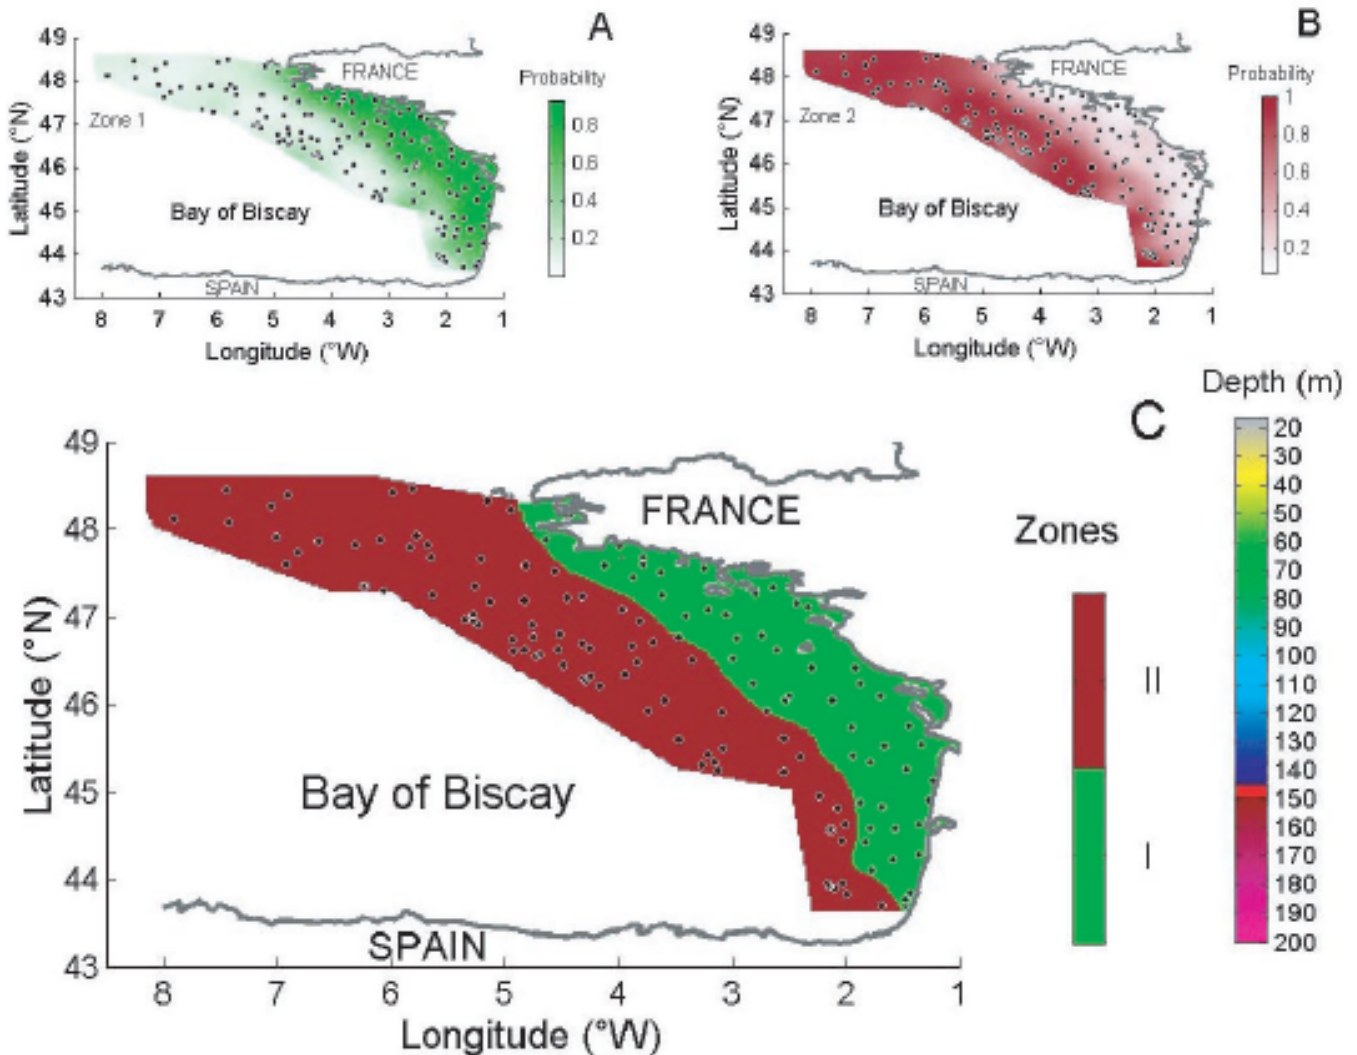 A
49
48
47
46
45
44
43
Latitude (°N)
FRANCE
Zone 1
Bay of Biscay
SPAIN
8 7 6 5 4 3 2 1
Longitude (°W)
Probability
0.8
0.6
0.4
0.2
B
49
48
47
46
45
44
43
Latitude (°N)
FRANCE
Zone 2
Bay of Biscay
SPAIN
8 7 6 5 4 3 2 1
Longitude (°W)
Probability
1
0.8
0.6
0.4
0.2
C
49
48
47
46
45
44
43
Latitude (°N)
FRANCE
Bay of Biscay
SPAIN
8 7 6 5 4 3 2 1
Longitude (°W)
Zones
II
I
Depth (m)
20
30
40
50
60
70
80
90
100
110
120
130
140
150
160
170
180
190
200